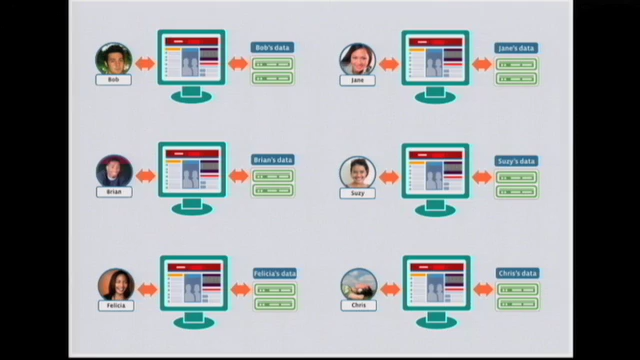 Bob's data
Bob
Jane's data
Jane
Brian's data
Brian
Suzy's data
Suzy
Felicia's data
Felicia
Chris's data
Chris